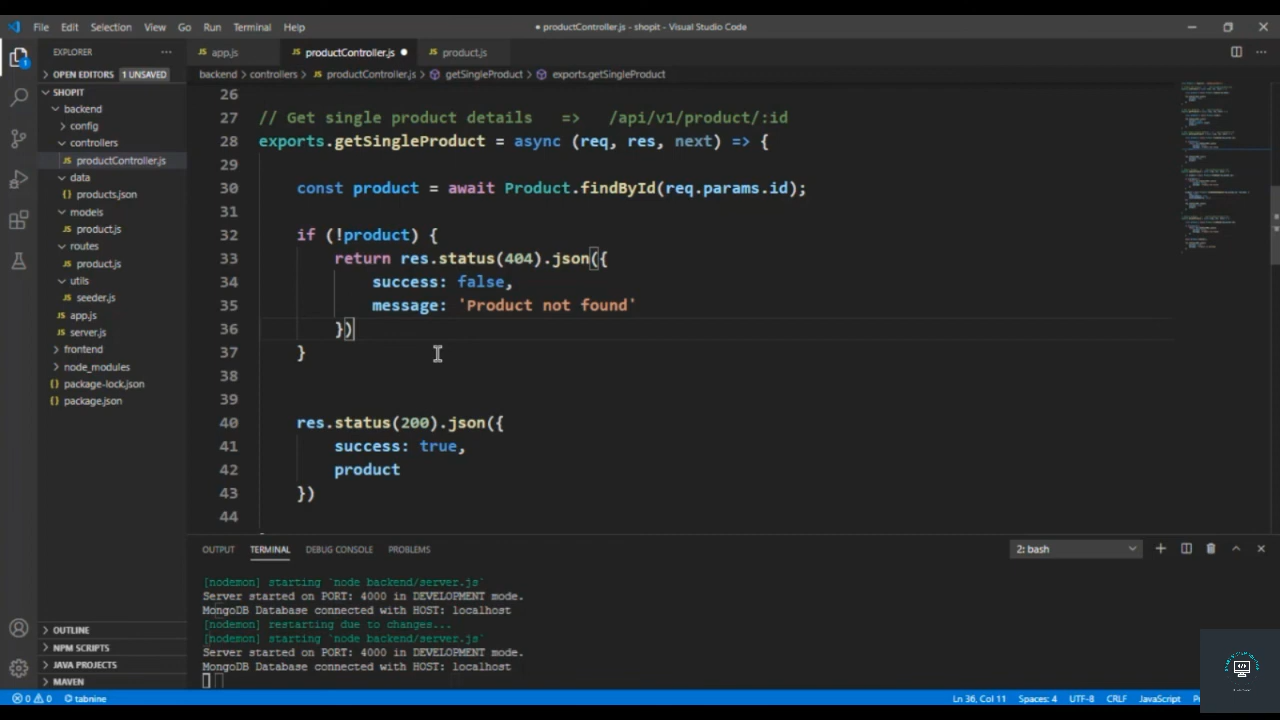 File Edit Selection View Go Run Terminal Help
● productController.js - shopit - Visual Studio Code
EXPLORER ...
app.js
productController.js ●
product.js
OPEN EDITORS 1 UNSAVED
backend > controllers > productController.js > getSingleProduct > exports.getSingleProduct
SHOPIT
backend
config
controllers
productController.js
data
products.json
models
product.js
routes
product.js
utils
seeder.js
app.js
server.js
frontend
node_modules
package-lock.json
package.json
OUTLINE
NPM SCRIPTS
JAVA PROJECTS
MAVEN
26
27 // Get single product details => /api/v1/product/:id
28 exports.getSingleProduct = async (req, res, next) => {
29
30 const product = await Product.findById(req.params.id);
31
32 if (!product) {
33 return res.status(404).json({
34 success: false,
35 message: 'Product not found'
36 })
37 }
38
39
40 res.status(200).json({
41 success: true,
42 product
43 })
44
OUTPUT TERMINAL DEBUG CONSOLE PROBLEMS
2: bash
[nodemon] starting `node backend/server.js`
Server started on PORT: 4000 in DEVELOPMENT mode.
MongoDB Database connected with HOST: localhost
[nodemon] restarting due to changes...
[nodemon] starting `node backend/server.js`
Server started on PORT: 4000 in DEVELOPMENT mode.
MongoDB Database connected with HOST: localhost
0 0 tabnine
Ln 36, Col 11 Spaces: 4 UTF-8 CRLF JavaScript